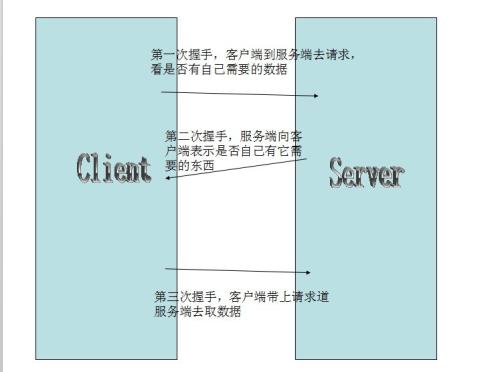 第一次握手，客户端到服务端去请求，
看是否有自己需要的数据
第二次握手，服务端向客
户端表示是否自己有它需
要的东西
Client
Server
第三次握手，客户端带上请求道
服务端去取数据